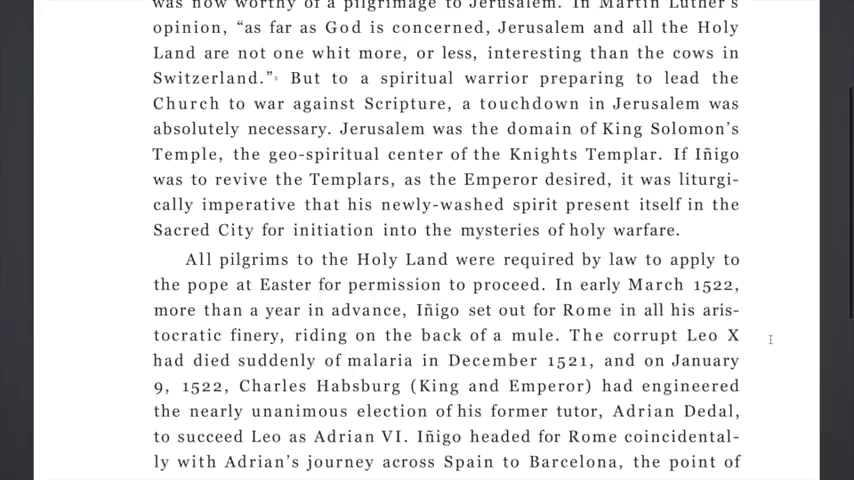 was now worthy of a pilgrimage to Jerusalem. In Martin Luther's
opinion, “as far as God is concerned, Jerusalem and all the Holy
Land are not one whit more, or less, interesting than the cows in
Switzerland.” But to a spiritual warrior preparing to lead the
Church to war against Scripture, a touchdown in Jerusalem was
absolutely necessary. Jerusalem was the domain of King Solomon’s
Temple, the geo-spiritual center of the Knights Templar. If Iñigo
was to revive the Templars, as the Emperor desired, it was liturgi-
cally imperative that his newly-washed spirit present itself in the
Sacred City for initiation into the mysteries of holy warfare.
All pilgrims to the Holy Land were required by law to apply to
the pope at Easter for permission to proceed. In early March 1522,
more than a year in advance, Iñigo set out for Rome in all his aris-
tocratic finery, riding on the back of a mule. The corrupt Leo X
had died suddenly of malaria in December 1521, and on January
9, 1522, Charles Habsburg (King and Emperor) had engineered
the nearly unanimous election of his former tutor, Adrian Dedal,
to succeed Leo as Adrian VI. Iñigo headed for Rome coincidental-
ly with Adrian’s journey across Spain to Barcelona, the point of